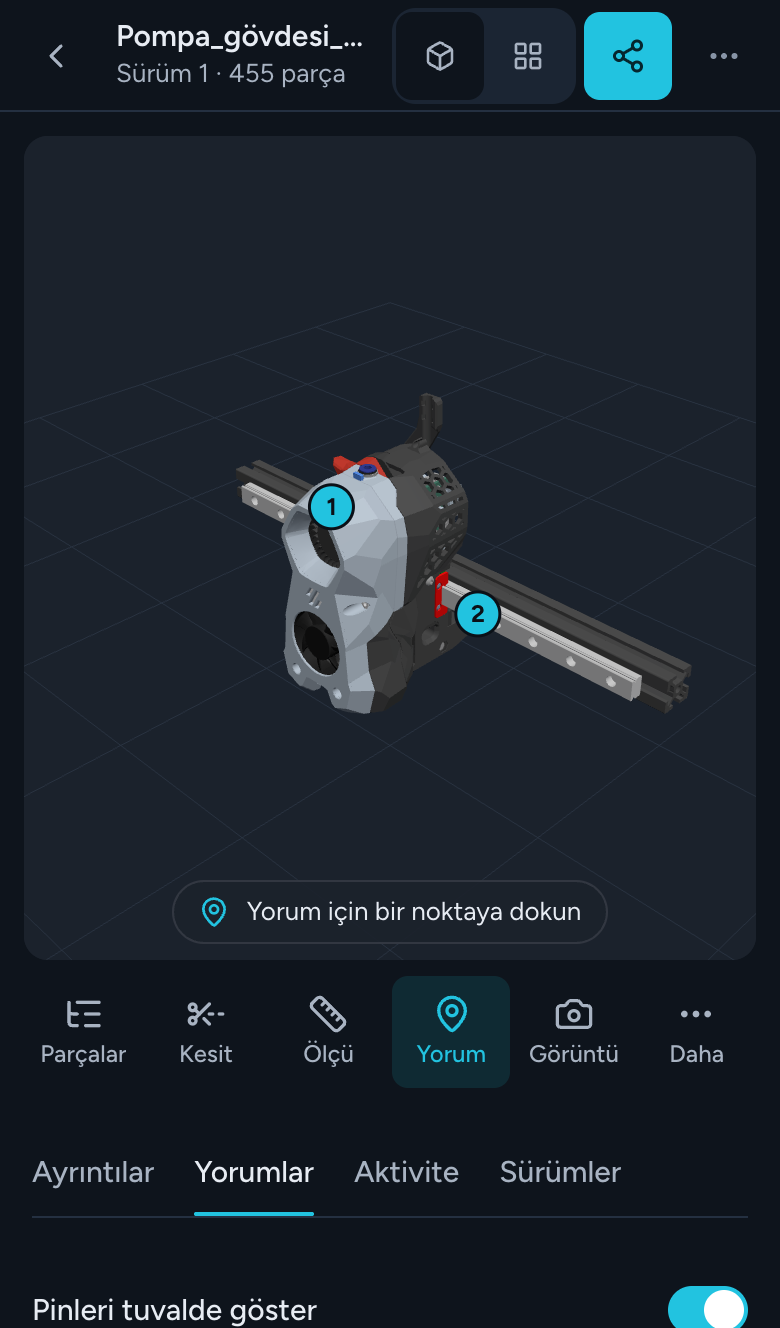 Pompa_gövdesi_...
Sürüm 1 · 455 parça
1
2
Yorum için bir noktaya dokun
Parçalar
Kesit
Ölçü
Yorum
Görüntü
Daha
Ayrıntılar
Yorumlar
Aktivite
Sürümler
Pinleri tuvalde göster